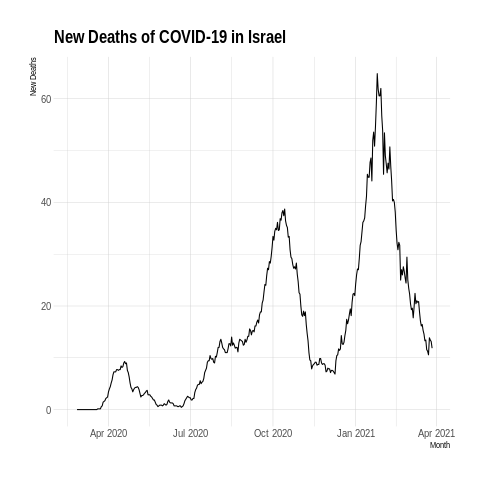 New Deaths of COVID-19 in Israel
New Deaths
60
40
20
0
Apr 2020 Jul 2020 Oct 2020 Jan 2021 Apr 2021
Month